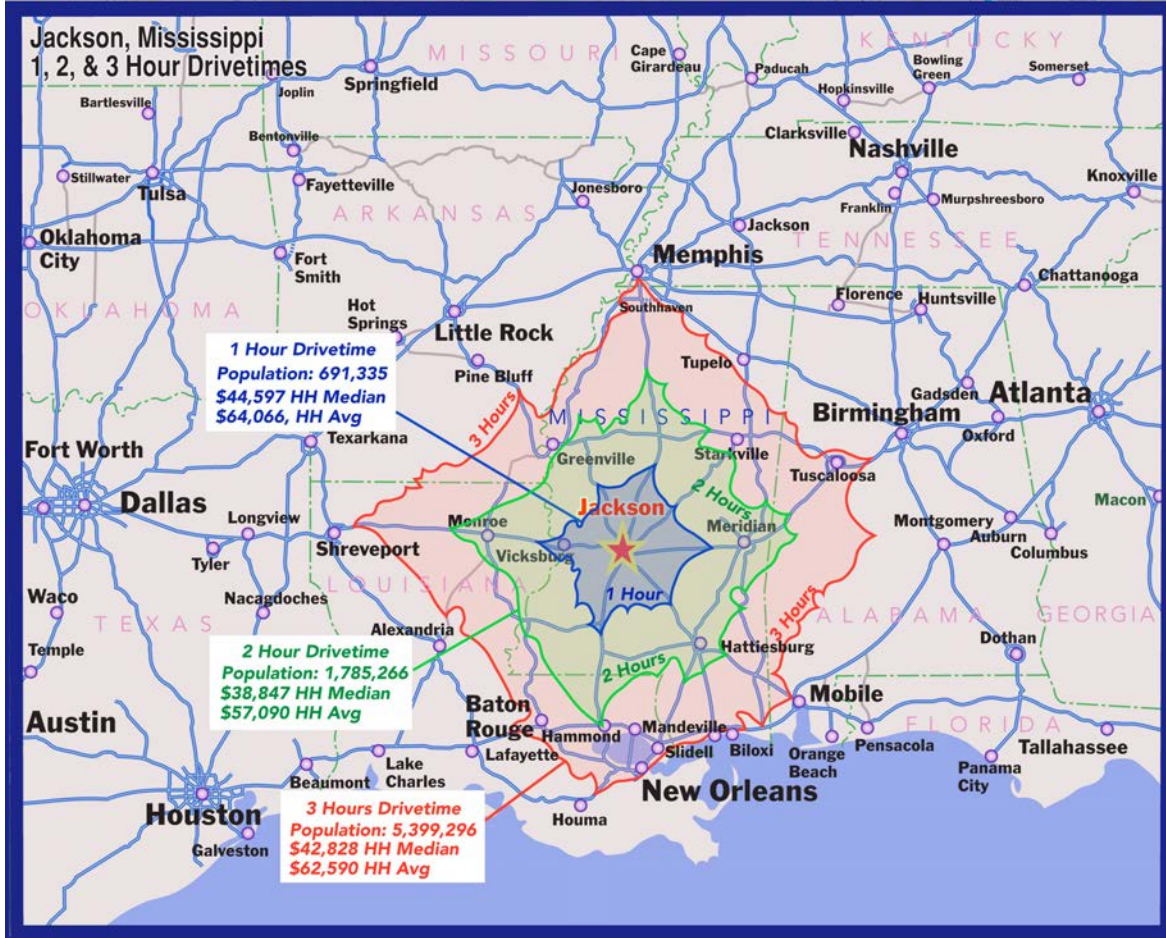 Jackson, Mississippi
1, 2, & 3 Hour Drivetimes
MISSOURI
KENTUCKY
Cape
Girardeau
Paducah
Bowling
Green
Somerset
Hopkinsville
Joplin
Springfield
Bartlesville
Bentonville
Clarksville
Nashville
Stillwater
Tulsa
Fayetteville
Jonesboro
Knoxville
Franklin
Murpshreesboro
ARKANSAS
Jackson
TENNESSEE
Oklahoma
City
Fort
Smith
Memphis
Chattanooga
OKLAHOMA
Hot
Springs
Little Rock
Southhaven
Florence
Huntsville
1 Hour Drivetime
Population: 691,335
$44,597 HH Median
$64,066, HH Avg
Pine Bluff
Tupelo
Gadsden
Atlanta
3 Hours
MISSISSIPPI
Birmingham
Oxford
Texarkana
Greenville
Starkville
Tuscaloosa
Fort Worth
Dallas
2 Hours
Macon
Jackson
Longview
Monroe
Meridian
Montgomery
Auburn
Columbus
Shreveport
Vicksburg
Tyler
LOUISIANA
1 Hour
3 Hours
Waco
Nacagdoches
TEXAS
ALABAMA
GEORGIA
Alexandria
Hattiesburg
Dothan
Temple
2 Hour Drivetime
Population: 1,785,266
$38,847 HH Median
$57,090 HH Avg
2 Hours
Mobile
Austin
Baton
Rouge
Hammond
Mandeville
FLORIDA
Slidell
Biloxi
Orange
Beach
Pensacola
Tallahassee
Lafayette
Lake
Charles
Beaumont
Panama
City
Houston
New Orleans
3 Hours Drivetime
Population: 5,399,296
$42,828 HH Median
$62,590 HH Avg
Houma
Galveston